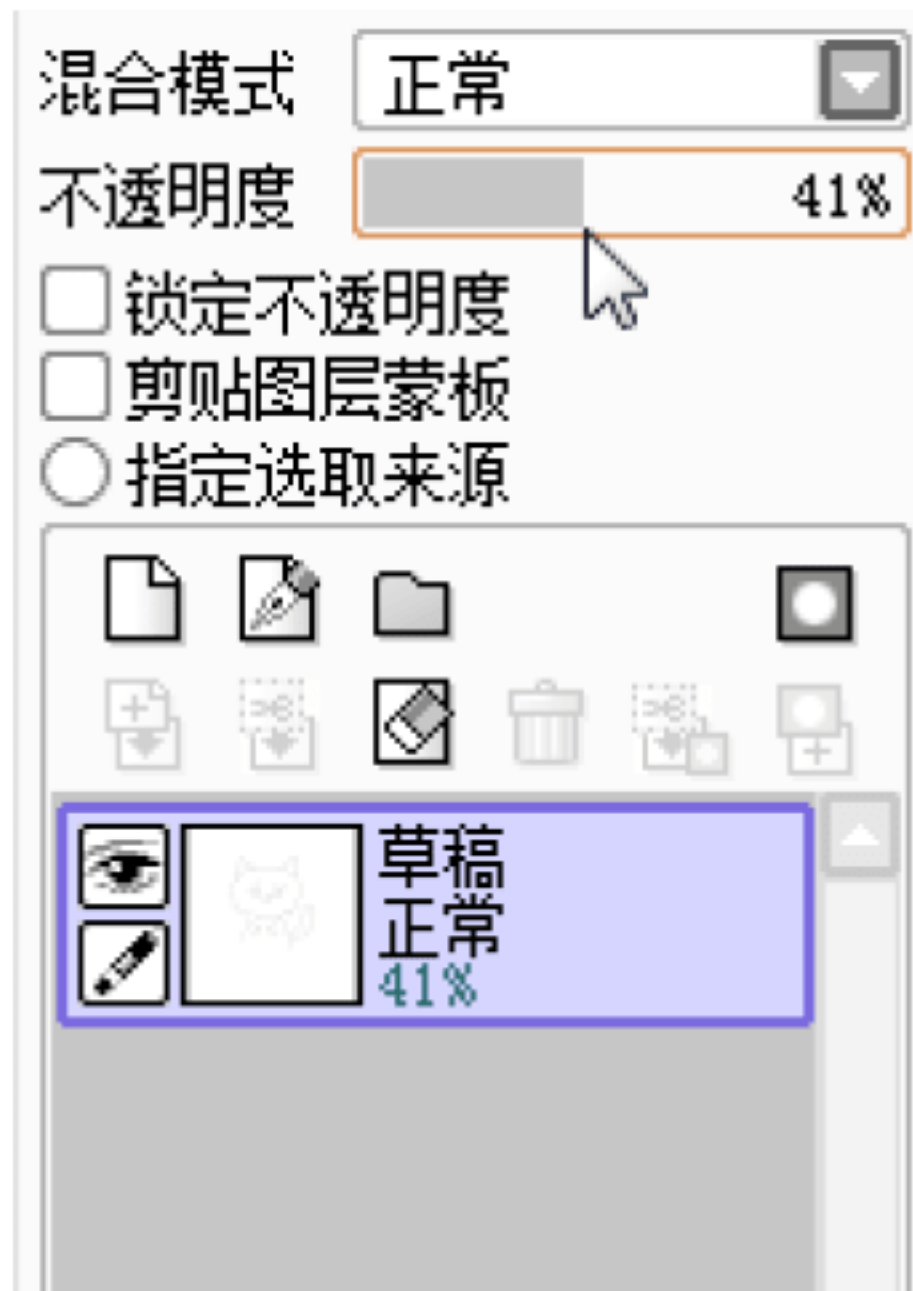 混合模式 正常
不透明度 41%
锁定不透明度
剪贴图层蒙板
指定选取来源
草稿
正常
41%